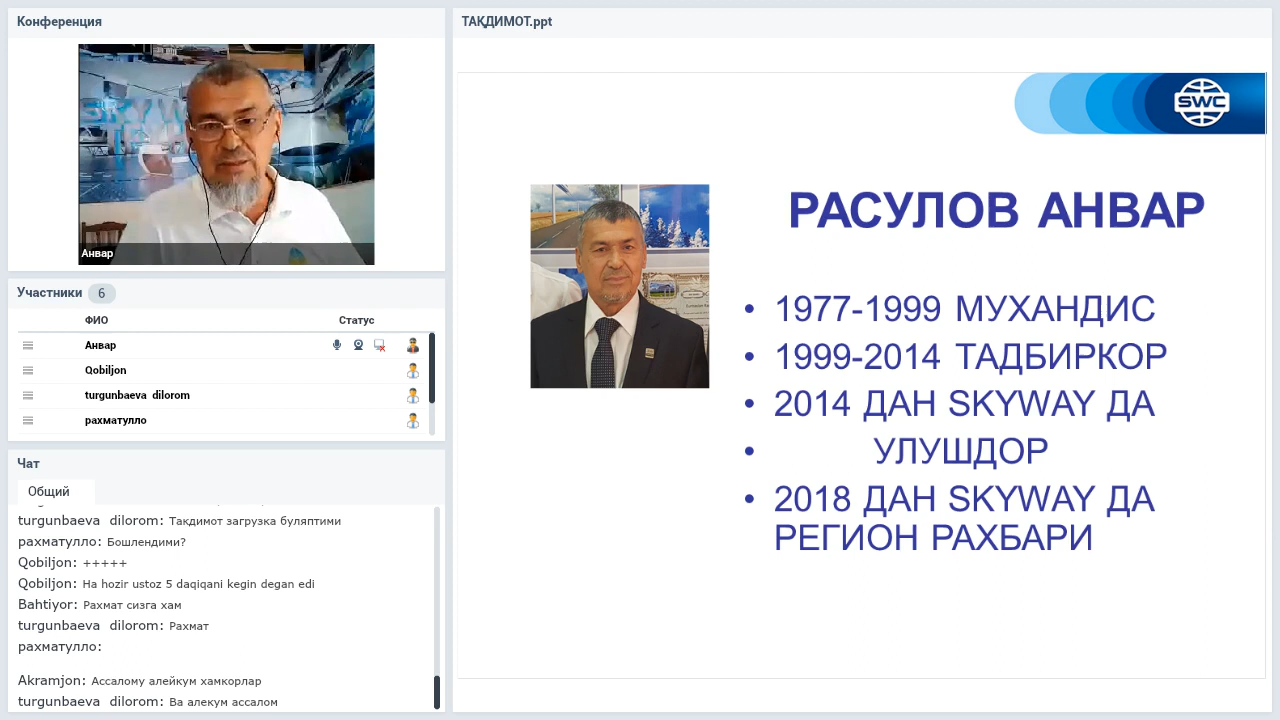 Конференция
Анвар
Участники 6
ФИО Статус
Анвар
Qobiljon
turgunbaeva dilorom
рахматулло
Чат
Общий
turgunbaeva dilorom: Такдимот загрузка буляптими
рахматулло: Бошлендими?
Qobiljon: +++++
Qobiljon: Ha hozir ustoz 5 daqiqani kegin degan edi
Bahtiyor: Рахмат сизга хам
turgunbaeva dilorom: Рахмат
рахматулло:
Akramjon: Ассалому алейкум хамкорлар
turgunbaeva dilorom: Ва алекум ассалом
ТАҚДИМОТ.ppt
SWC
РАСУЛОВ АНВАР
• 1977-1999 МУХАНДИС
• 1999-2014 ТАДБИРКОР
• 2014 ДАН SKYWAY ДА
• УЛУШДОР
• 2018 ДАН SKYWAY ДА
РЕГИОН РАХБАРИ